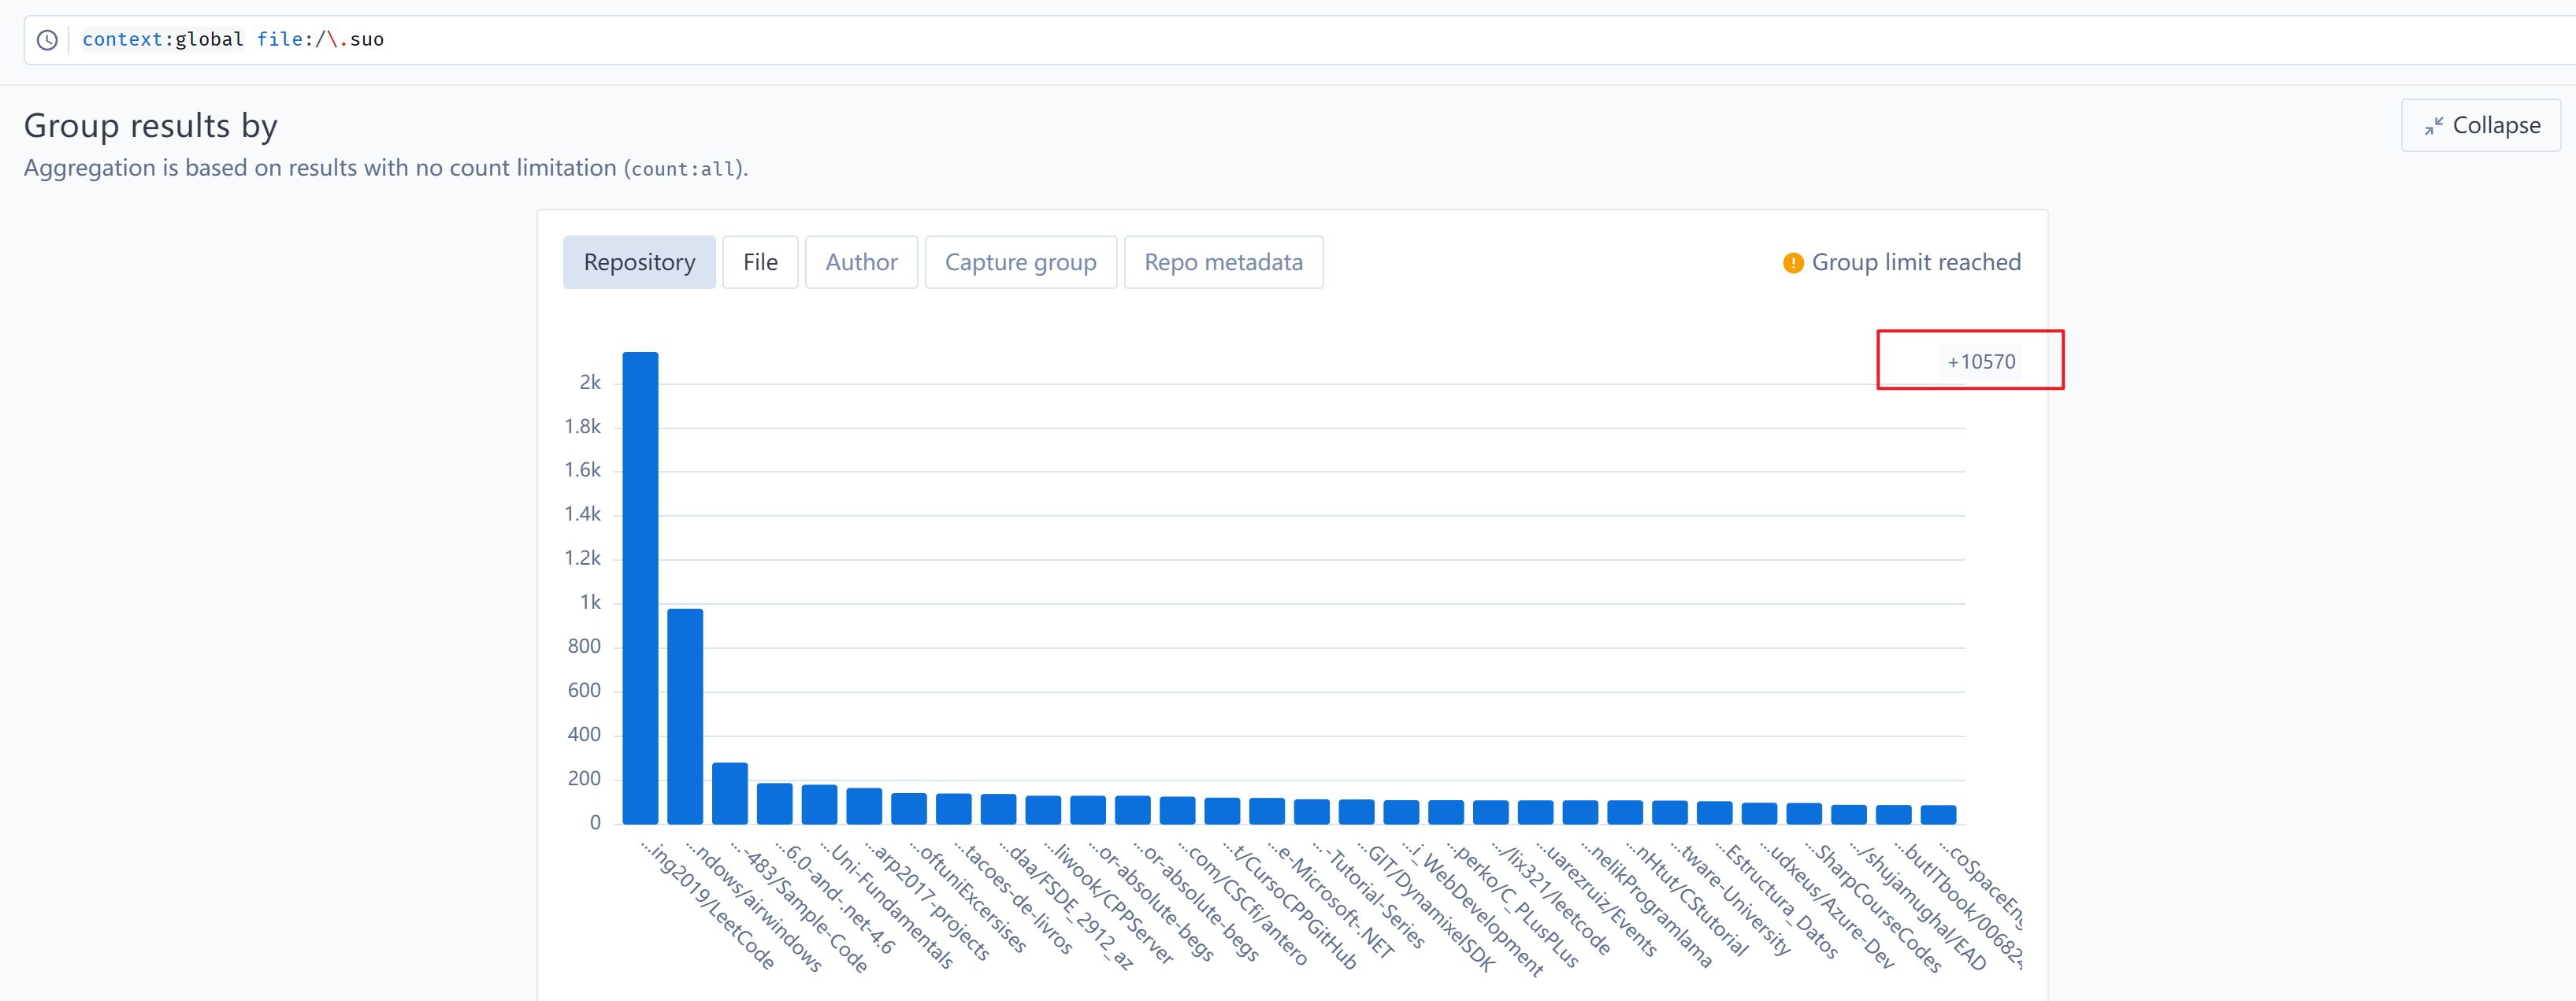 context:global file:/\.suo
Group results by
Collapse
Aggregation is based on results with no count limitation (count:all).
Repository
File
Author
Capture group
Repo metadata
Group limit reached
+10570
2k
1.8k
1.6k
1.4k
1.2k
1k
800
600
400
200
0
...ing2019/LeetCode
...ndows/airwindows
...-483/Sample-Code
...6.0-and-.net-4.6
...Uni-Fundamentals
...arp2017-projects
...oftuniExcersises
...tacoes-de-livros
...daa/FSDE_2912_az
...liwook/CPPServer
...or-absolute-begs
...or-absolute-begs
...com/CSCfi/antero
...t/CursoCPPGitHub
...e-Microsoft-.NET
...-Tutorial-Series
...GIT/DynamixelSDK
...i_WebDevelopment
...perko/C_PLusPLus
.../lix321/leetcode
...uarezruiz/Events
...nelikProgramlama
...nHtut/CStutorial
...tware-University
...Estructura_Datos
...udxeus/Azure-Dev
...SharpCourseCodes
.../shujamughal/EAD
...butITbook/00682
...coSpaceEng